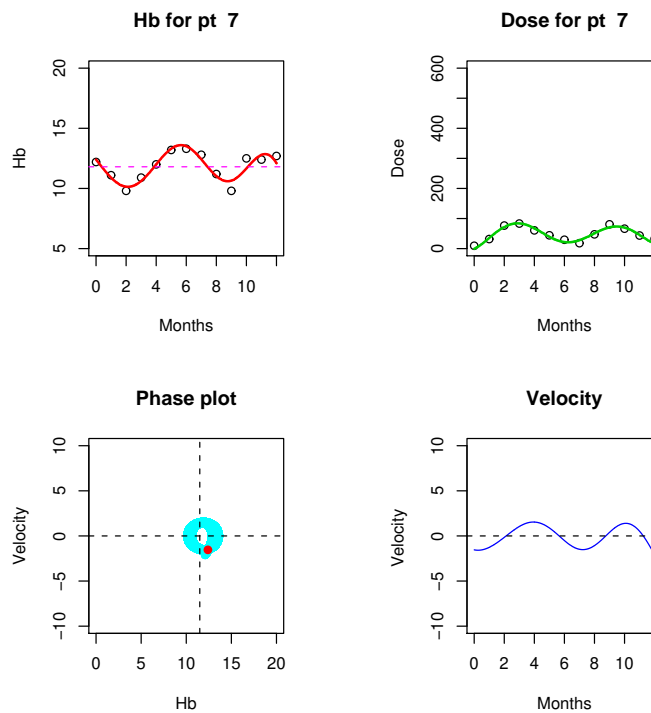 Hb for pt  7
Hb
20
15
10
5
0 2 4 6 8 10
Months
Dose for pt  7
Dose
600
400
200
0
0 2 4 6 8 10
Months
Phase plot
Velocity
10
5
0
−5
−10
0 5 10 15 20
Hb
Velocity
Velocity
10
5
0
−5
−10
0 2 4 6 8 10
Months